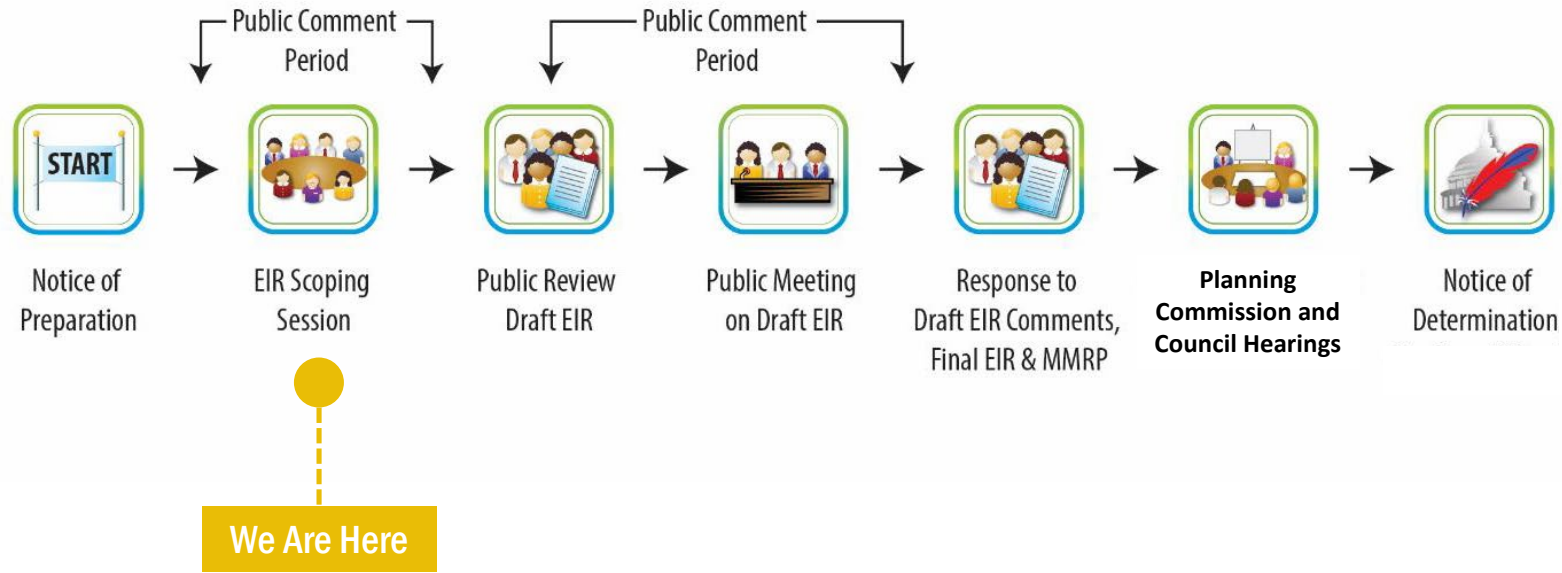 Public Comment
Period
Public Comment
Period
START
Notice of
Preparation
EIR Scoping
Session
Public Review
Draft EIR
Public Meeting
on Draft EIR
Response to
Draft EIR Comments,
Final EIR & MMRP
Planning
Commission and
Council Hearings
Notice of
Determination
We Are Here